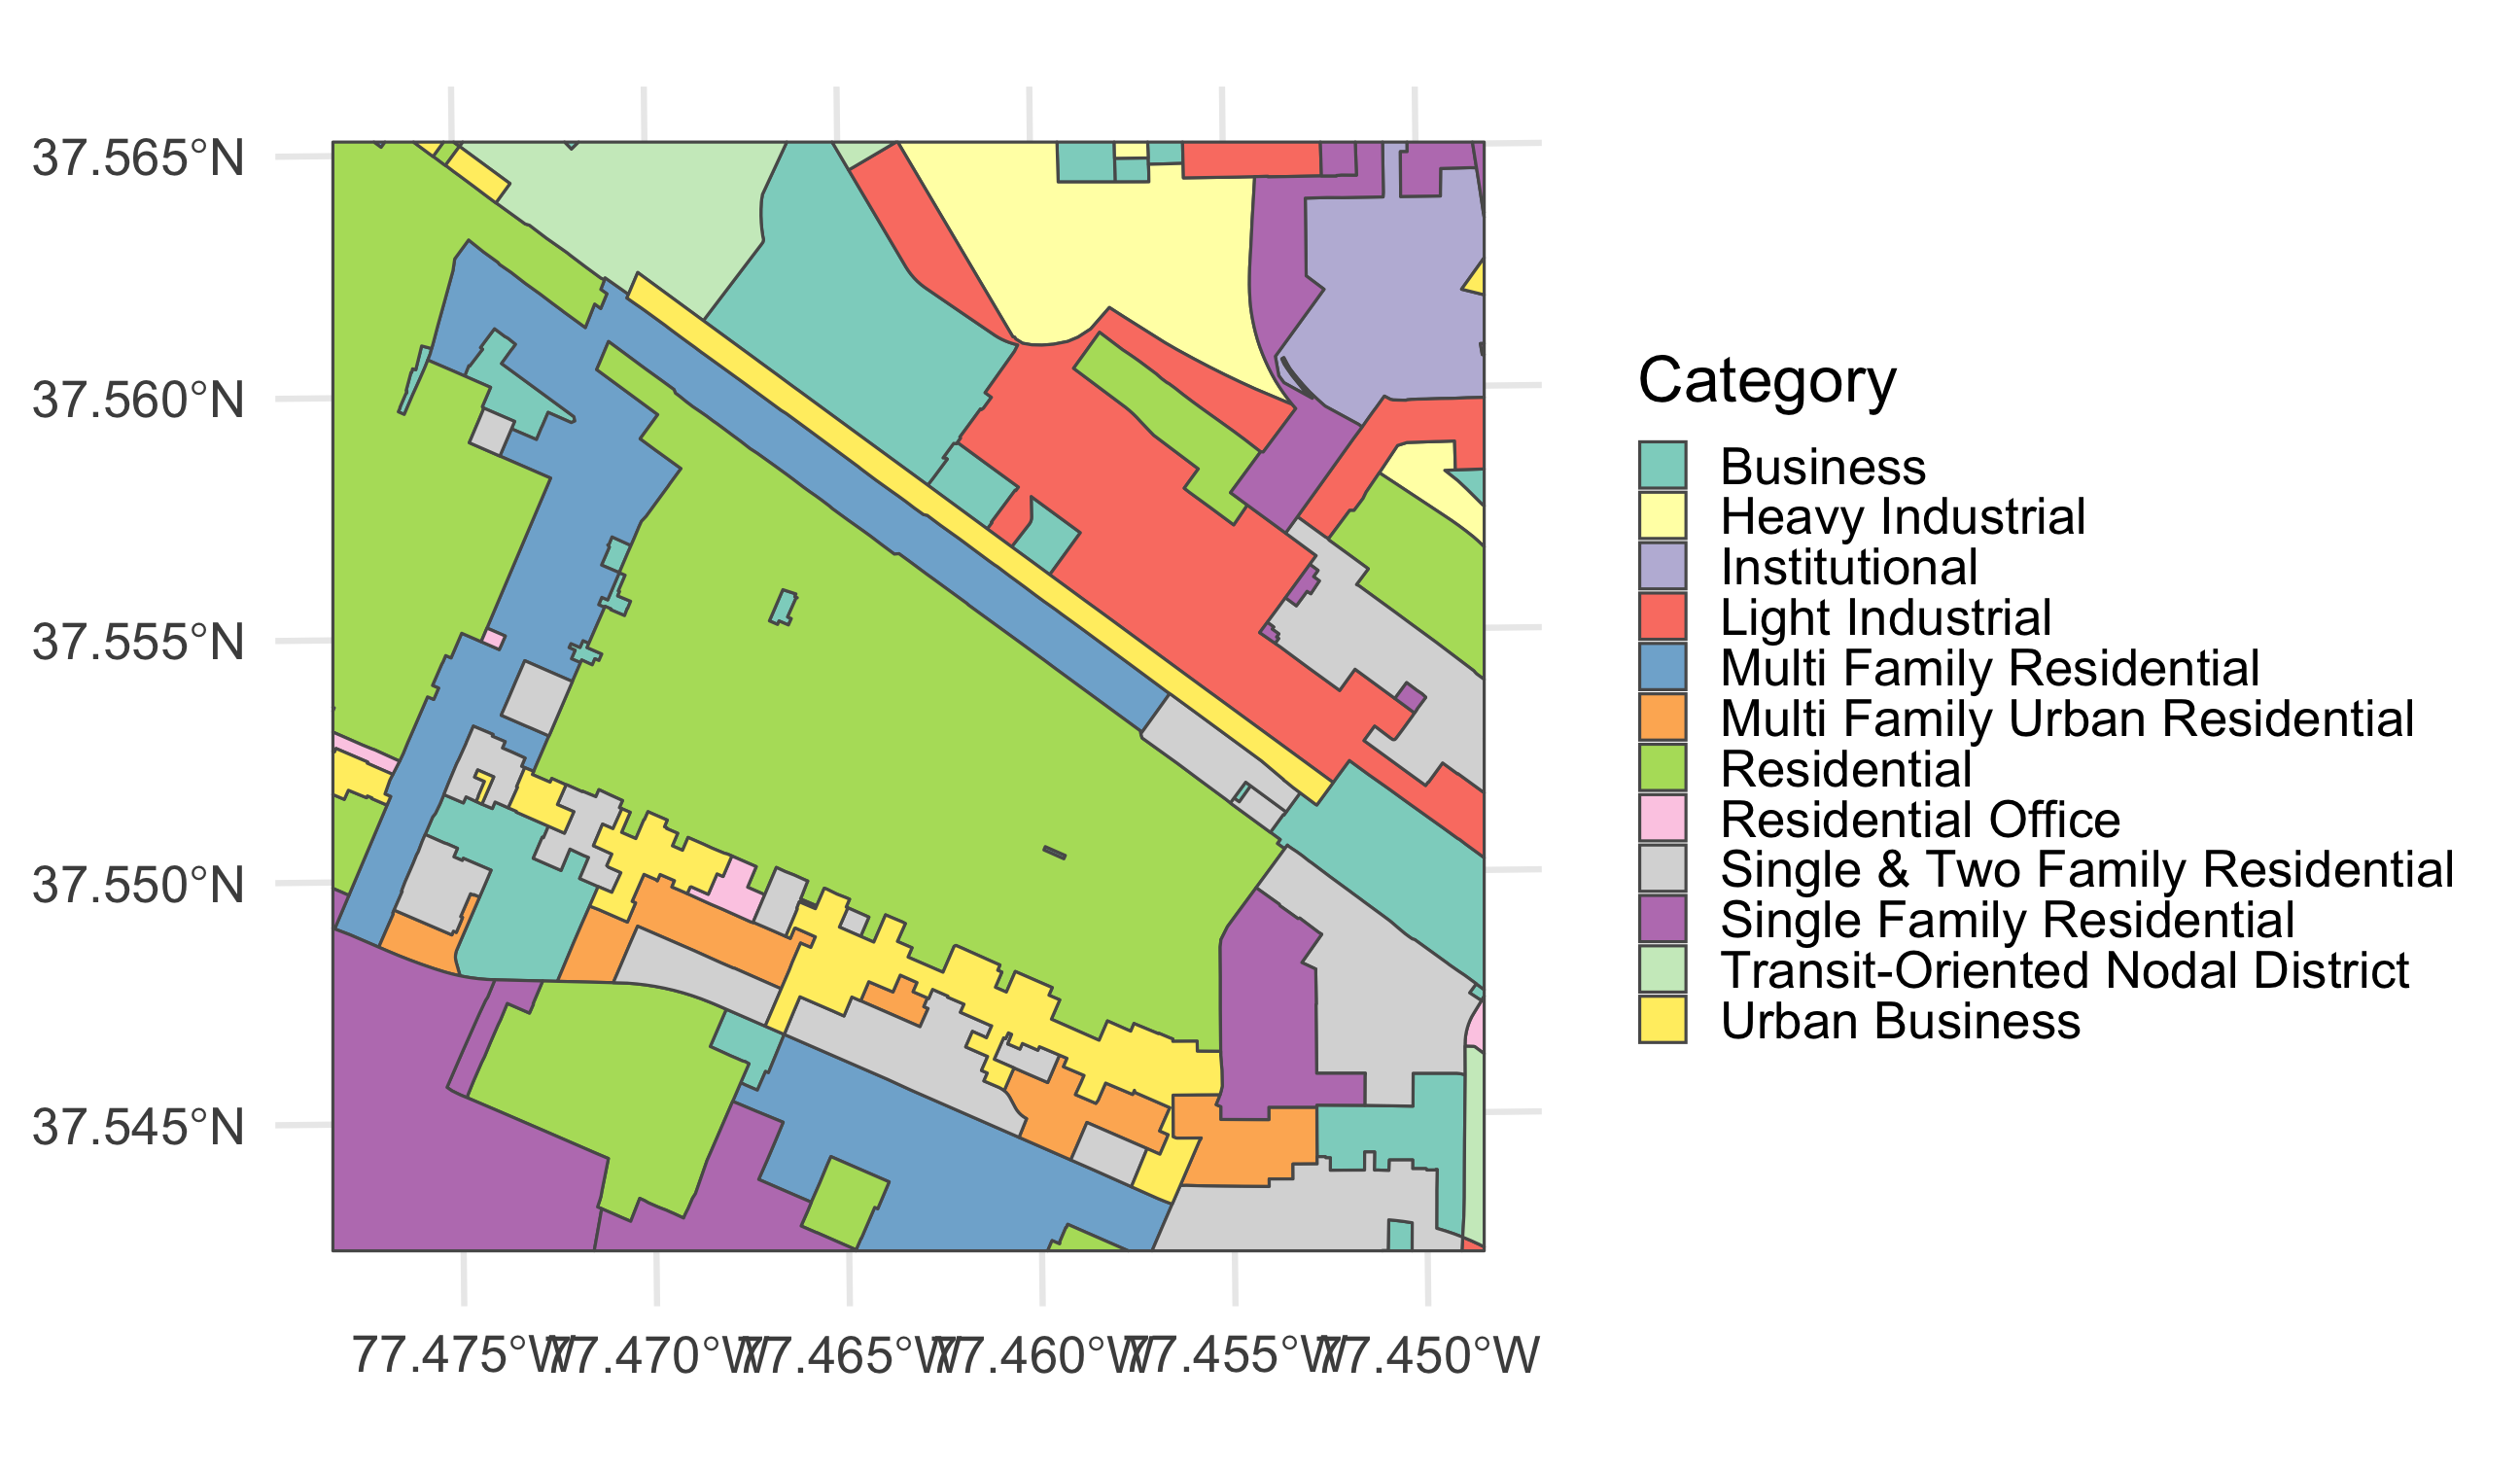 37.565°N
37.560°N
37.555°N
37.550°N
37.545°N
77.475°W
77.470°W
77.465°W
77.460°W
77.455°W
77.450°W
Category
Business
Heavy Industrial
Institutional
Light Industrial
Multi Family Residential
Multi Family Urban Residential
Residential
Residential Office
Single & Two Family Residential
Single Family Residential
Transit-Oriented Nodal District
Urban Business